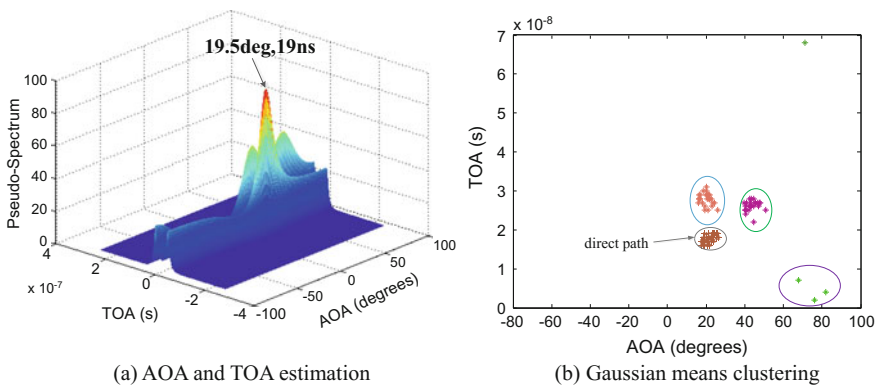 19.5deg,19ns
Pseudo-Spectrum
100
80
60
40
20
0
4
2
0
-2
-4
x 10^-7
TOA (s)
-100
-50
0
50
100
AOA (degrees)
(a) AOA and TOA estimation
7 x 10^-8
6
5
4
3
2
1
0
TOA (s)
direct path
-80 -60 -40 -20 0 20 40 60 80 100
AOA (degrees)
(b) Gaussian means clustering